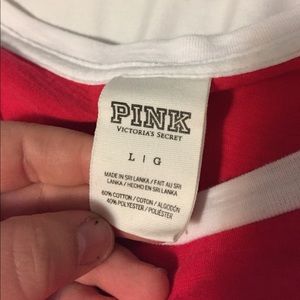 PINK
VICTORIA'S SECRET
L | G
MADE IN SRI LANKA / FAIT AU SRI
LANKA / HECHO EN SRI LANKA
60% COTTON / COTON / ALGODÓN
40% POLYESTER / POLIÉSTER